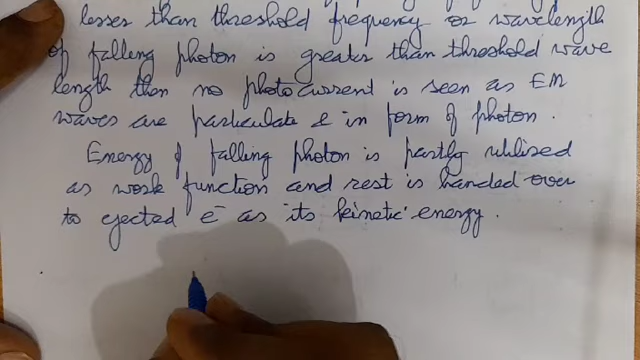 lesser than threshold frequency or wavelength
of falling photon is greater than threshold wave
length then no photocurrent is seen as EM
waves are particulate & in form of photon.
Energy of falling photon is partly utilised
as work function and rest is handed over
to ejected e⁻ as its kinetic energy.